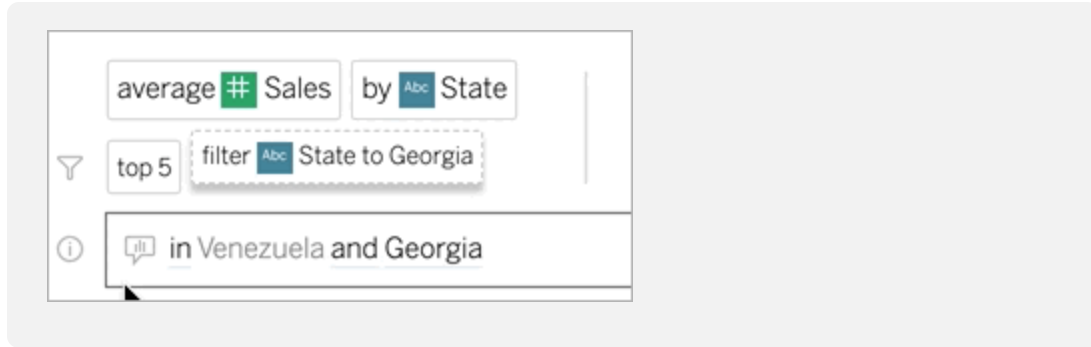 average # Sales by Abc State
top 5 filter Abc State to Georgia
in Venezuela and Georgia